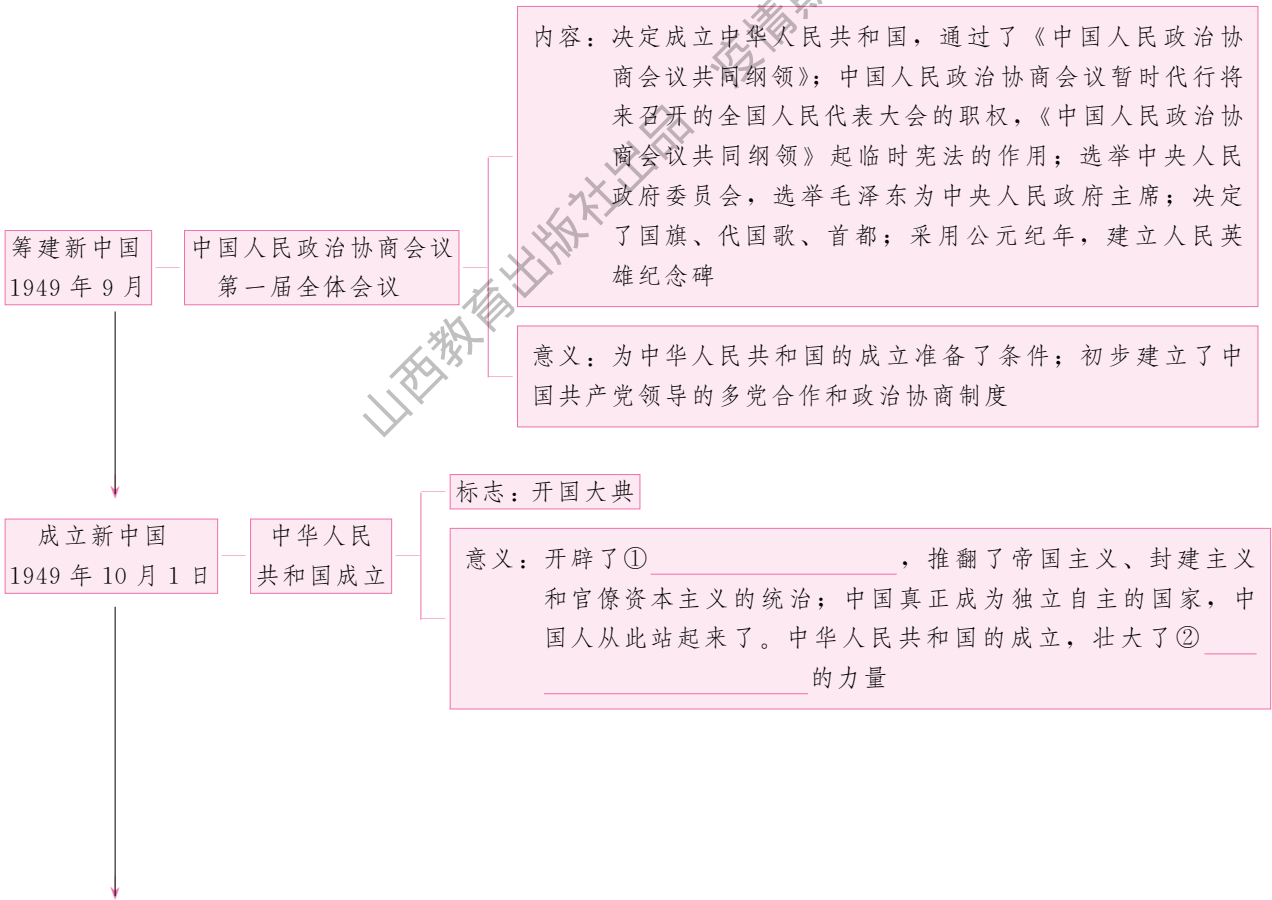 内容：决定成立中华人民共和国，通过了《中国人民政治协
商会议共同纲领》；中国人民政治协商会议暂时代行将
来召开的全国人民代表大会的职权，《中国人民政治协
商会议共同纲领》起临时宪法的作用；选举中央人民
政府委员会，选举毛泽东为中央人民政府主席；决定
了国旗、代国歌、首都；采用公元纪年，建立人民英
雄纪念碑
筹建新中国
1949 年 9 月
中国人民政治协商会议
第一届全体会议
意义：为中华人民共和国的成立准备了条件；初步建立了中
国共产党领导的多党合作和政治协商制度
标志：开国大典
成立新中国
1949 年 10 月 1 日
中华人民
共和国成立
意义：开辟了①，推翻了帝国主义、封建主义
和官僚资本主义的统治；中国真正成为独立自主的国家，中
国人从此站起来了。中华人民共和国的成立，壮大了②
的力量
山西教育出版社出品 疫情